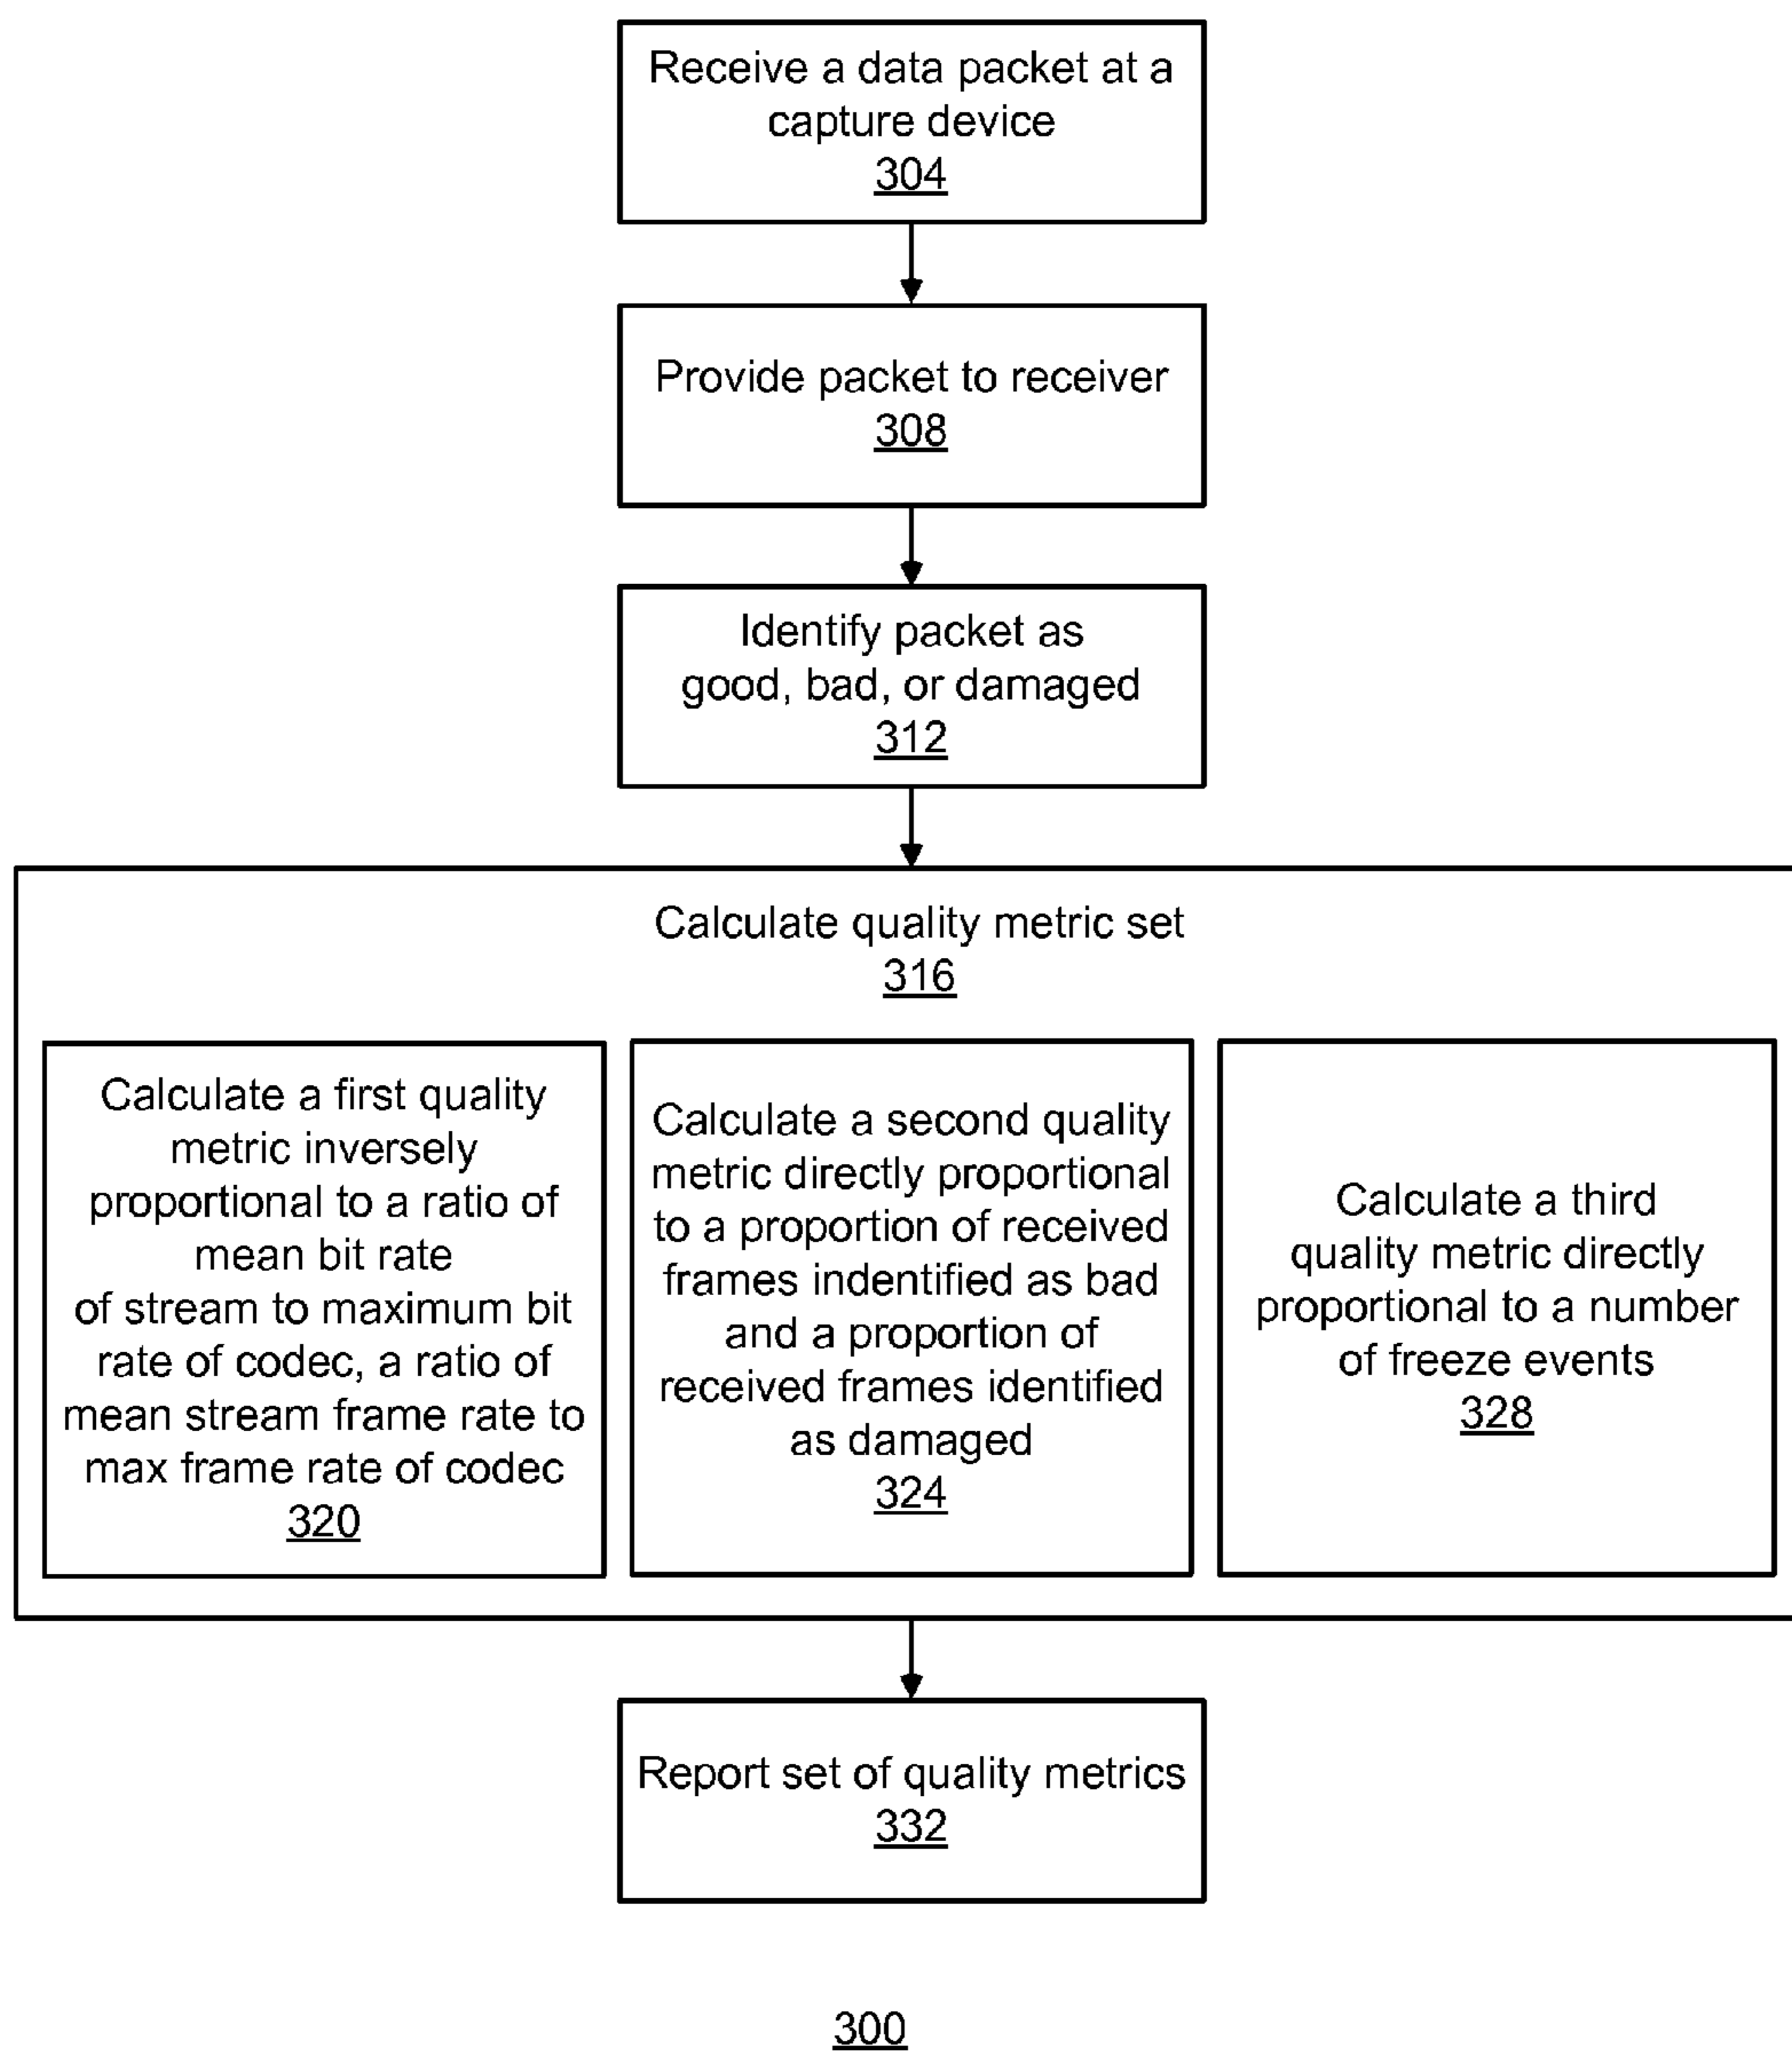 Receive a data packet at a
capture device
304
Provide packet to receiver
308
Identify packet as
good, bad, or damaged
312
Calculate quality metric set
316
Calculate a first quality
metric inversely
proportional to a ratio of
mean bit rate
of stream to maximum bit
rate of codec, a ratio of
mean stream frame rate to
max frame rate of codec
320
Calculate a second quality
metric directly proportional
to a proportion of received
frames indentified as bad
and a proportion of
received frames identified
as damaged
324
Calculate a third
quality metric directly
proportional to a number
of freeze events
328
Report set of quality metrics
332
300